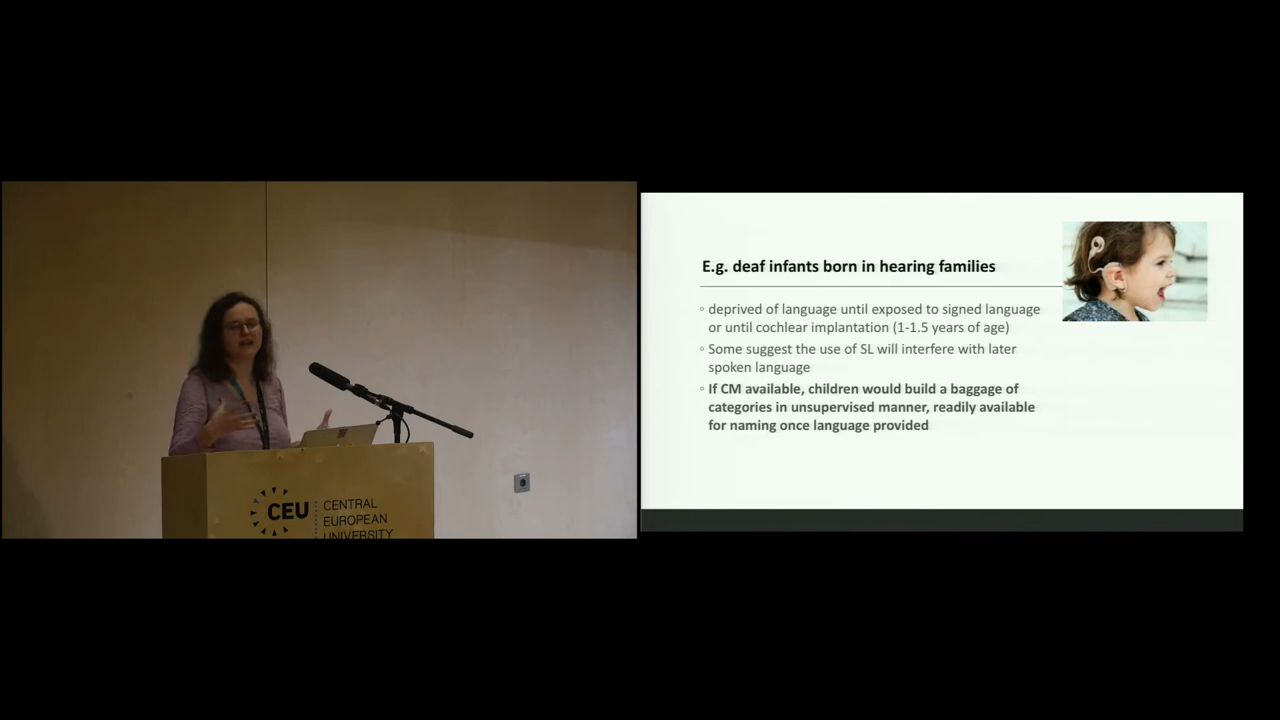 CEU
CENTRAL
EUROPEAN
UNIVERSITY
E.g. deaf infants born in hearing families
deprived of language until exposed to signed language
or until cochlear implantation (1-1.5 years of age)
Some suggest the use of SL will interfere with later
spoken language
If CM available, children would build a baggage of
categories in unsupervised manner, readily available
for naming once language provided